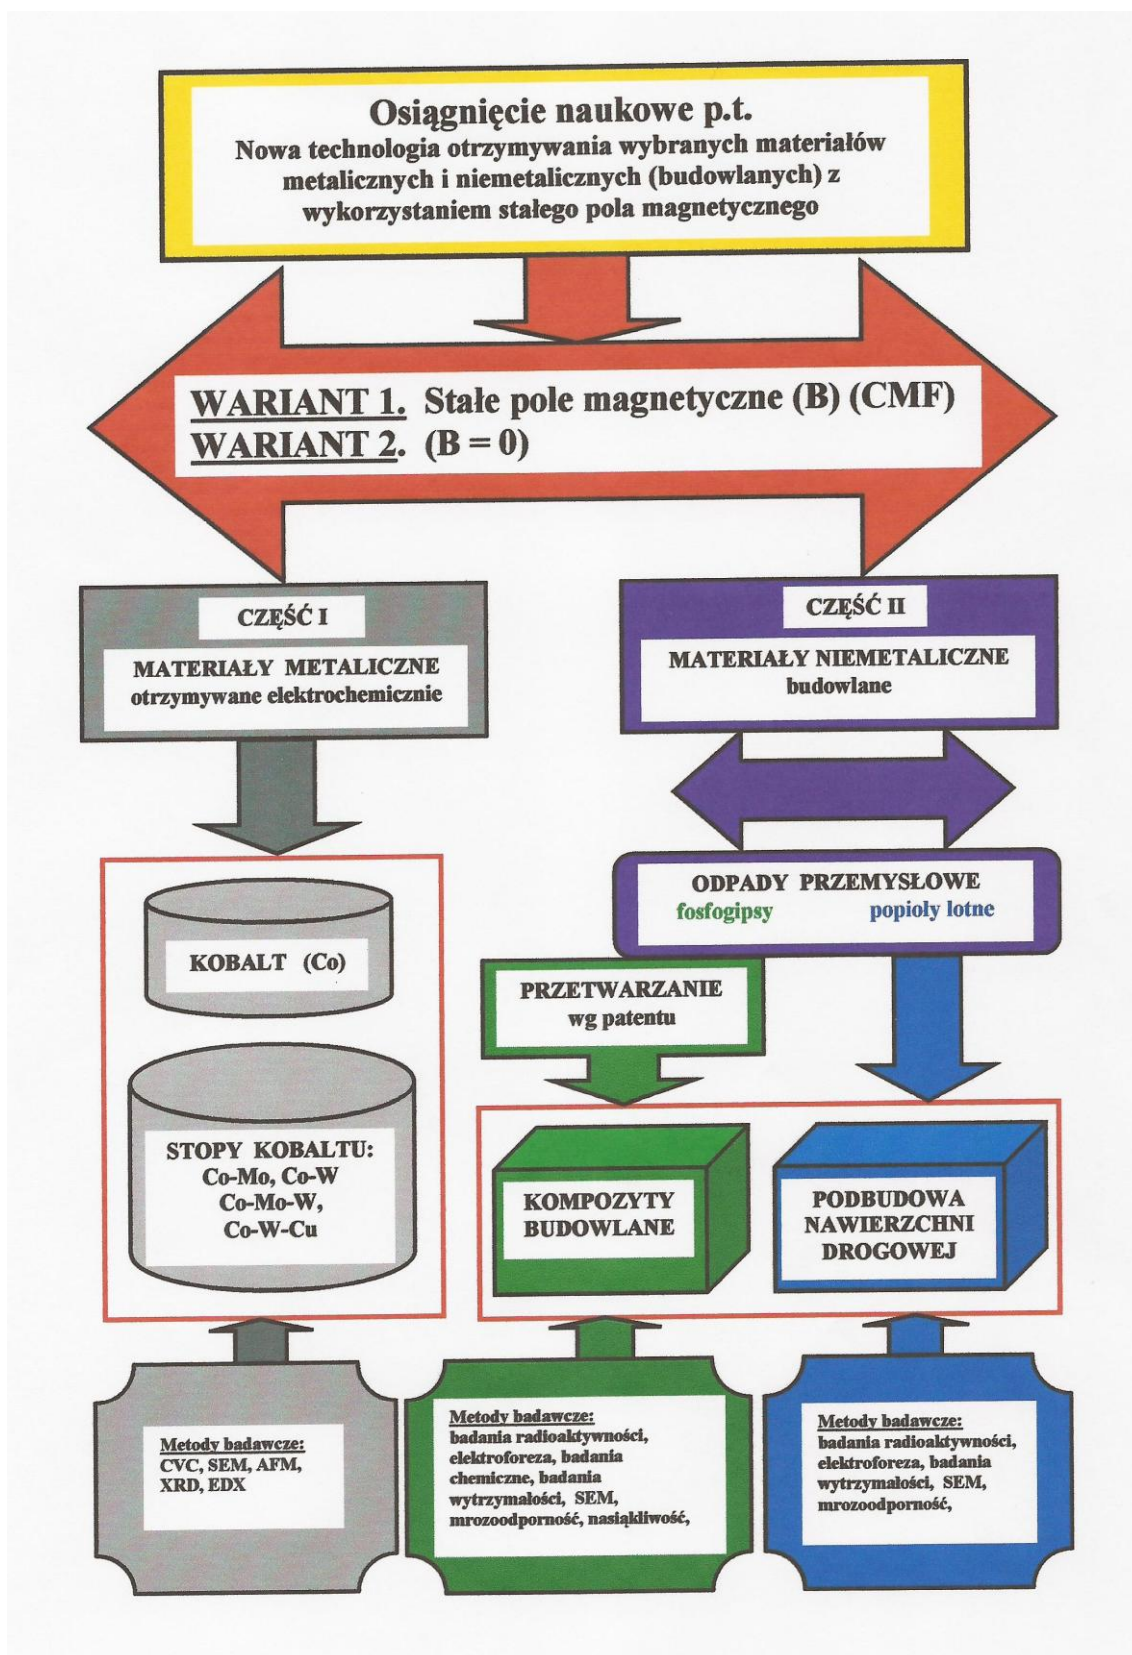 Osiągnięcie naukowe p.t.
Nowa technologia otrzymywania wybranych materiałów
metalicznych i niemetalicznych (budowlanych) z
wykorzystaniem stałego pola magnetycznego
WARIANT 1. Stałe pole magnetyczne (B) (CMF)
WARIANT 2. (B = 0)
CZĘŚĆ I
MATERIAŁY METALICZNE
otrzymywane elektrochemicznie
CZĘŚĆ II
MATERIAŁY NIEMETALICZNE
budowlane
ODPADY PRZEMYSŁOWE
fosfogipsy popioły lotne
KOBALT (Co)
PRZETWARZANIE
wg patentu
STOPY KOBALTU:
Co-Mo, Co-W
Co-Mo-W,
Co-W-Cu
KOMPOZYTY
BUDOWLANE
PODBUDOWA
NAWIERZCHNI
DROGOWEJ
Metody badawcze:
CVC, SEM, AFM,
XRD, EDX
Metody badawcze:
badania radioaktywności,
elektroforeza, badania
chemiczne, badania
wytrzymałości, SEM,
mrozoodporność, nasiąkliwość,
Metody badawcze:
badania radioaktywności,
elektroforeza, badania
wytrzymałości, SEM,
mrozoodporność,